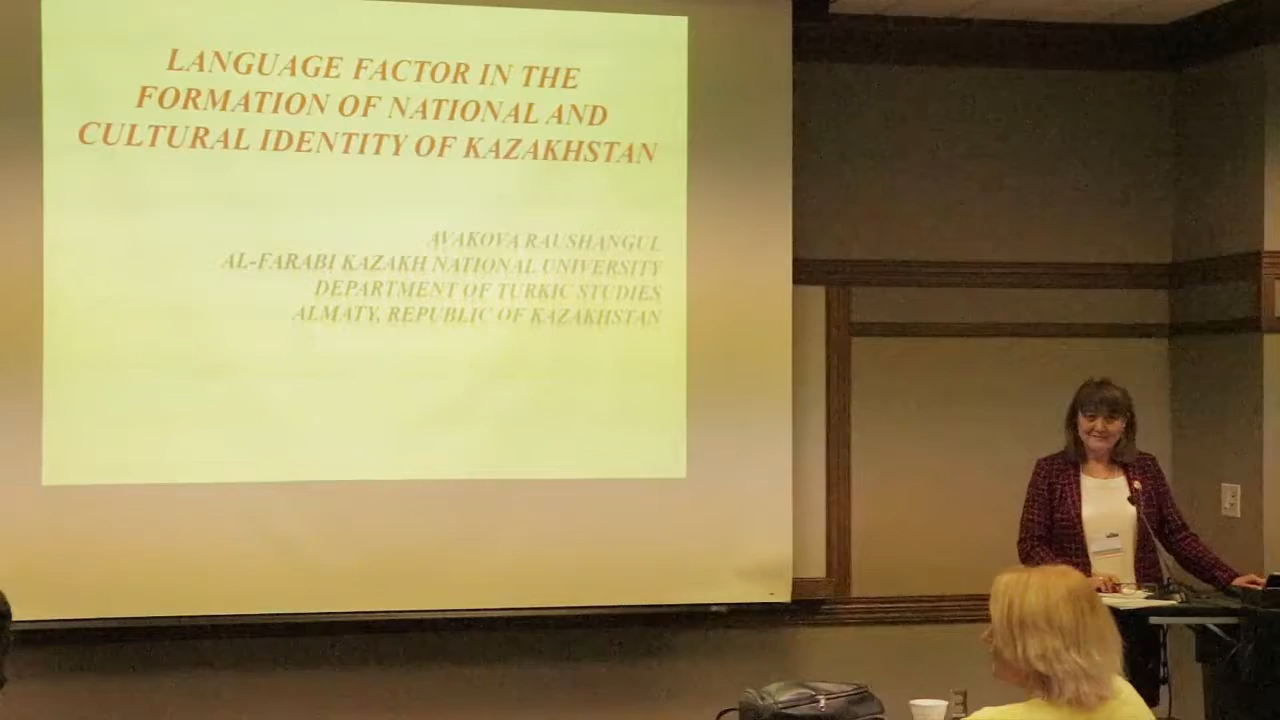 LANGUAGE FACTOR IN THE
FORMATION OF NATIONAL AND
CULTURAL IDENTITY OF KAZAKHSTAN
AVAKOVA RAUSHANGUL
AL-FARABI KAZAKH NATIONAL UNIVERSITY
DEPARTMENT OF TURKIC STUDIES
ALMATY, REPUBLIC OF KAZAKHSTAN